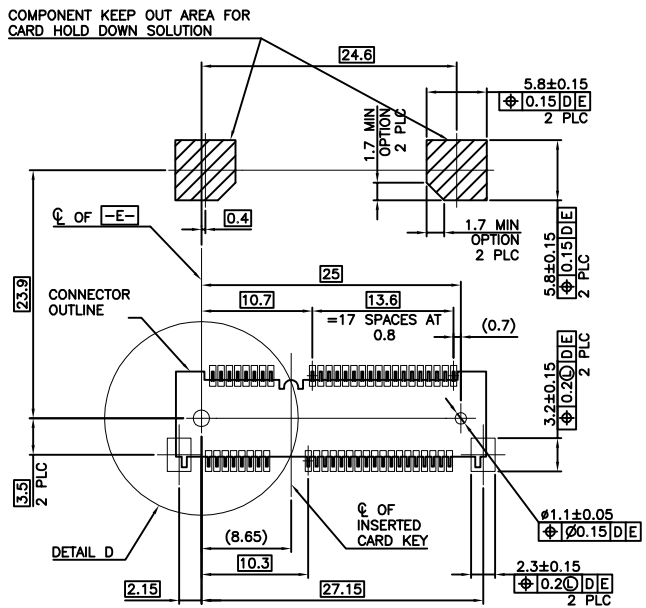 COMPONENT KEEP OUT AREA FOR
CARD HOLD DOWN SOLUTION
24.6
5.8±0.15
⌖ 0.15 D E
2 PLC
1.7 MIN
OPTION
2 PLC
0.4
1.7 MIN
OPTION
2 PLC
5.8±0.15
⌖ 0.15 D E
2 PLC
℄ OF -E-
23.9
25
CONNECTOR
OUTLINE
10.7
13.6
=17 SPACES AT
0.8
(0.7)
3.2±0.15
⌖ 0.2Ⓛ D E
2 PLC
3.5
2 PLC
℄ OF
INSERTED
CARD KEY
ø1.1±0.05
⌖ Ø0.15 D E
DETAIL D
(8.65)
10.3
2.3±0.15
⌖ 0.2Ⓛ D E
2 PLC
2.15
27.15